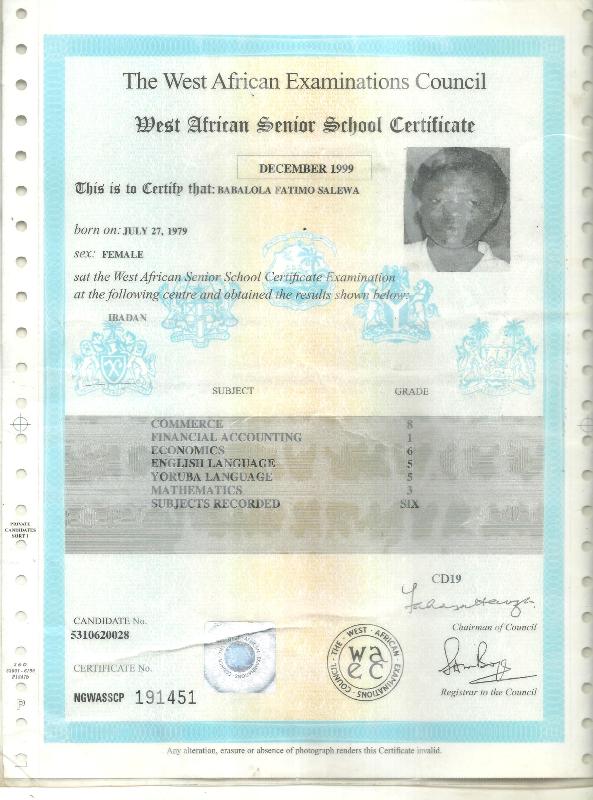 The West African Examinations Council
West African Senior School Certificate
DECEMBER 1999
This is to Certify that: BABALOLA FATIMO SALEWA
born on: JULY 27, 1979
sex: FEMALE
sat the West African Senior School Certificate Examination
at the following centre and obtained the results shown below:
IBADAN
SUBJECT GRADE
COMMERCE 8
FINANCIAL ACCOUNTING 1
ECONOMICS 6
ENGLISH LANGUAGE 5
YORUBA LANGUAGE 5
MATHEMATICS 3
SUBJECTS RECORDED SIX
PRIVATE
CANDIDATES
SORT 1
CD19
Chairman of Council
CANDIDATE No.
5310620028
THE · WEST · AFRICAN · EXAMINATIONS · COUNCIL ·
wa
Registrar to the Council
CERTIFICATE No.
NGWASSCP 191451
Any alteration, erasure or absence of photograph renders this Certificate invalid.